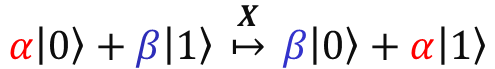 α|0⟩ + β|1⟩ X↦ β|0⟩ + α|1⟩